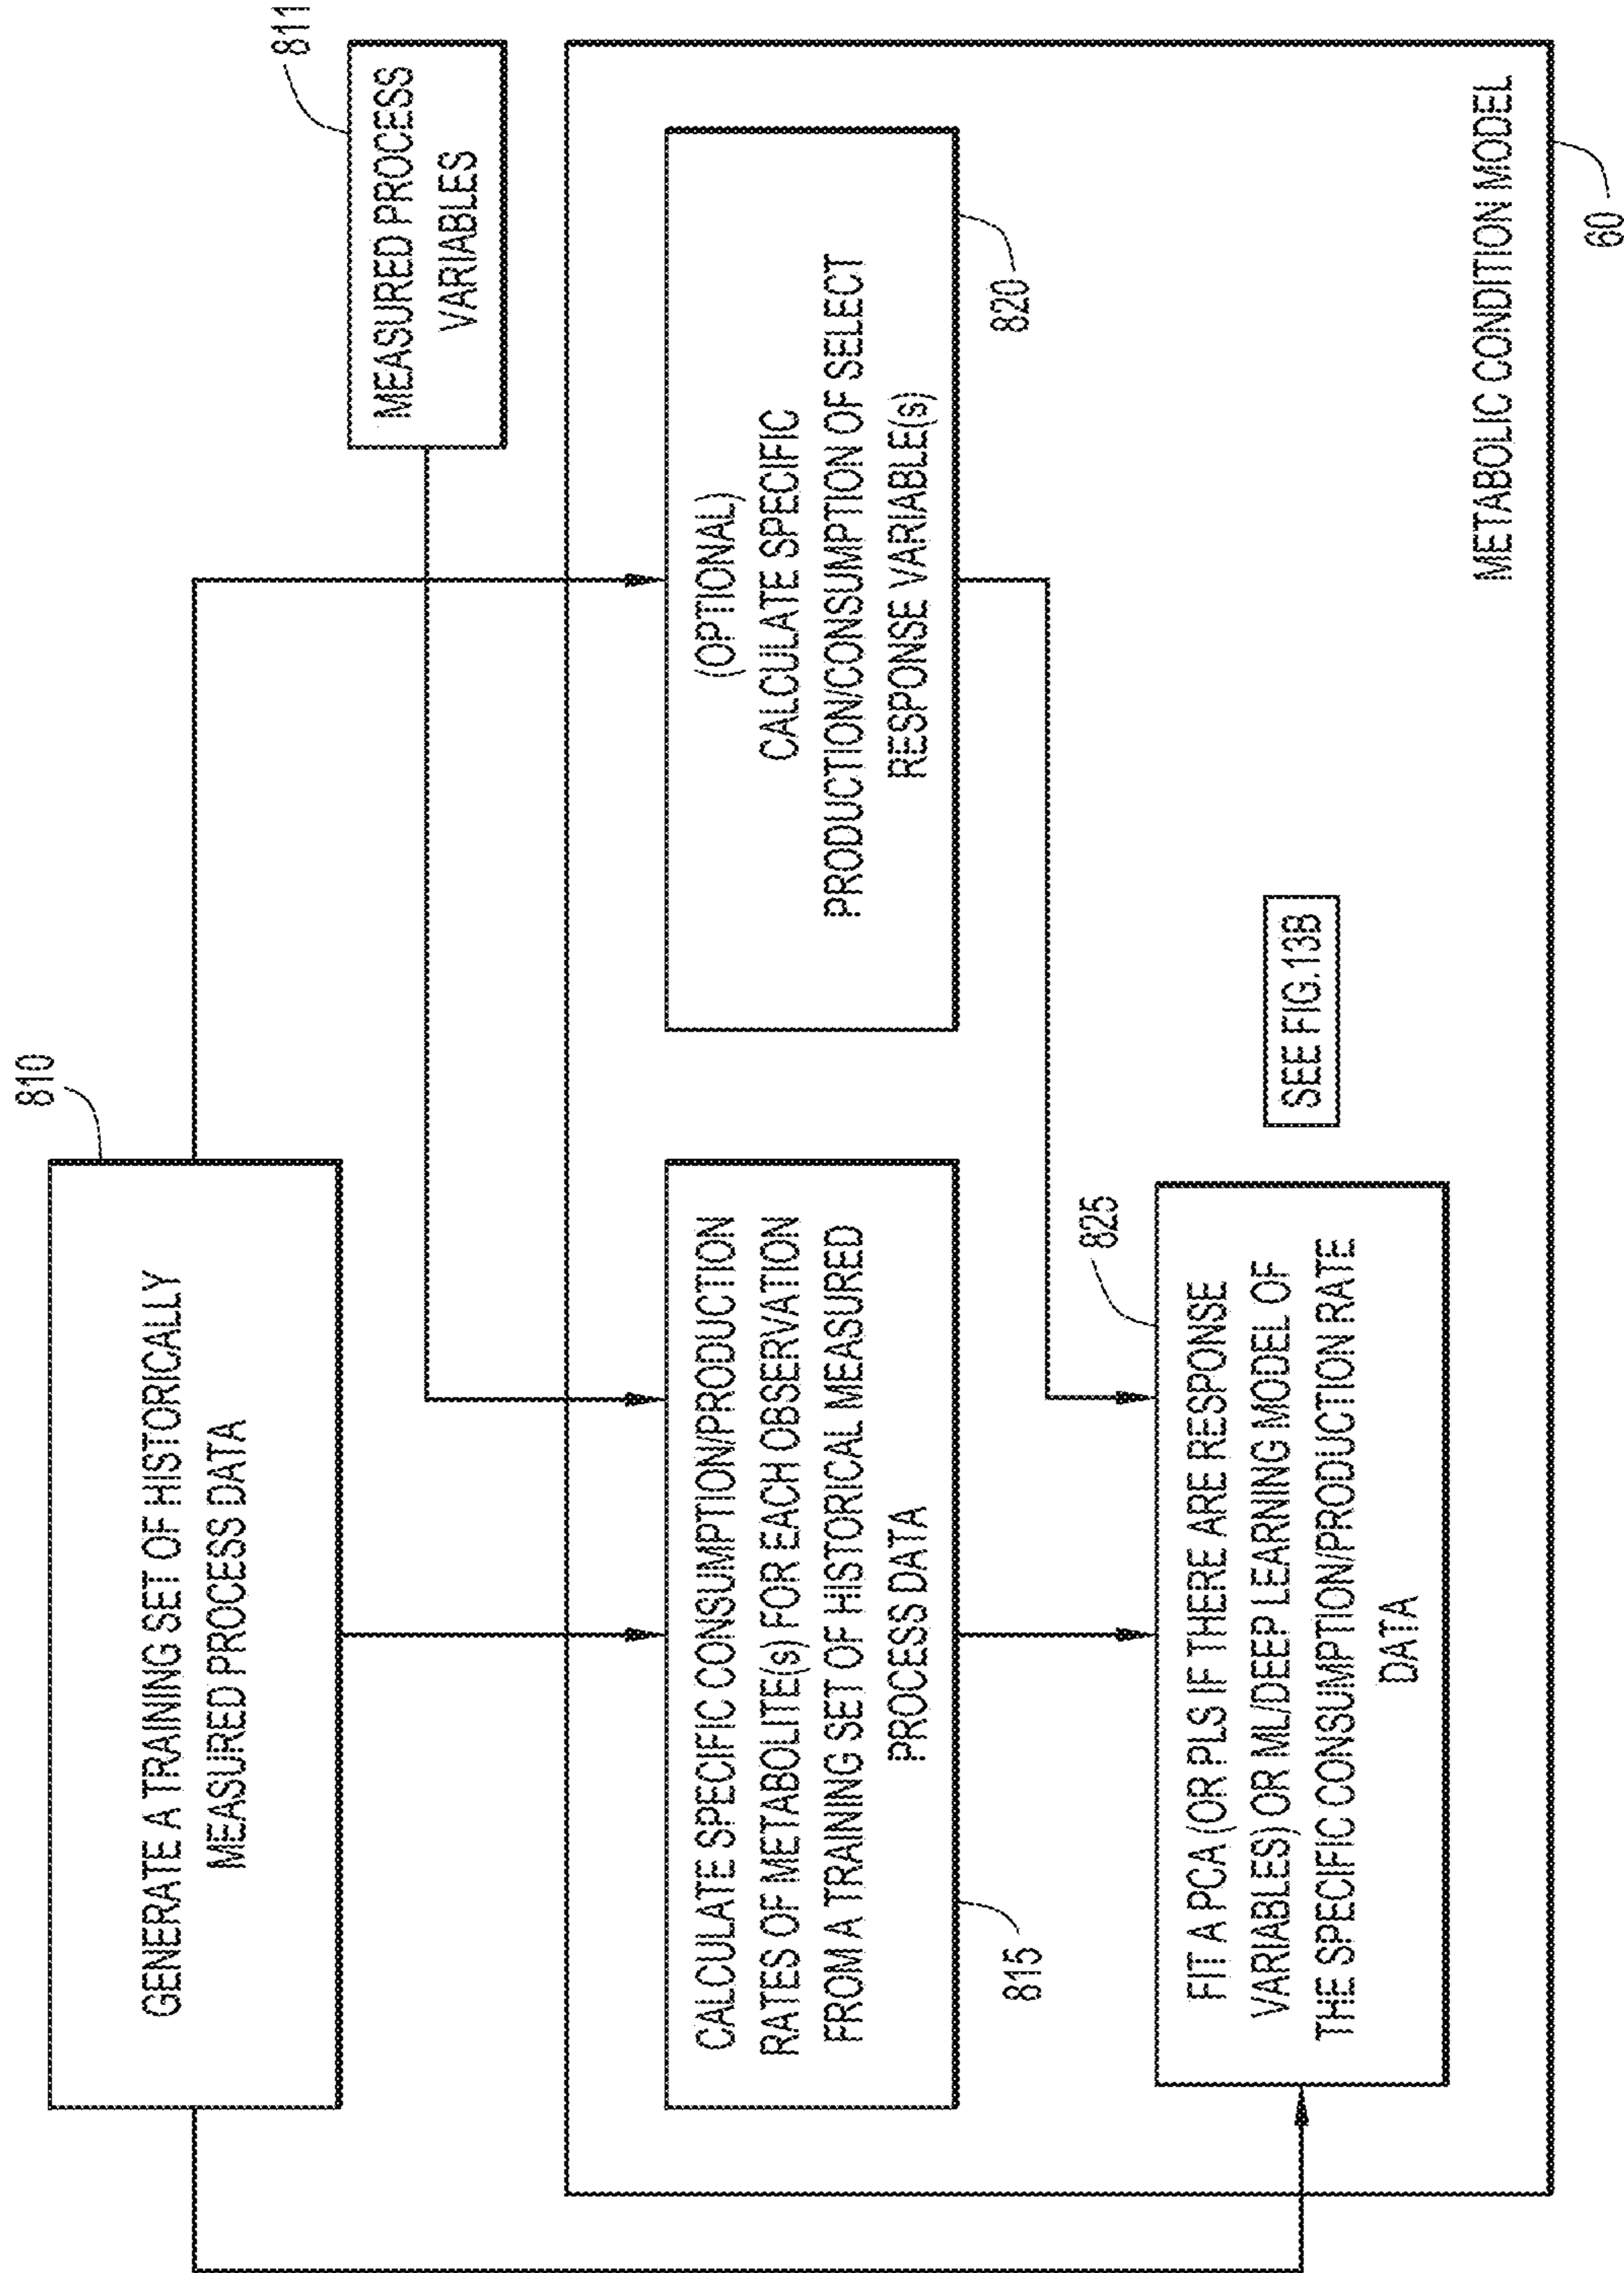 810
GENERATE A TRAINING SET OF HISTORICALLY
MEASURED PROCESS DATA
811
MEASURED PROCESS
VARIABLES
CALCULATE SPECIFIC CONSUMPTION/PRODUCTION
RATES OF METABOLITE(s) FOR EACH OBSERVATION
FROM A TRAINING SET OF HISTORICAL MEASURED
PROCESS DATA
815
(OPTIONAL)
CALCULATE SPECIFIC
PRODUCTION/CONSUMPTION OF SELECT
RESPONSE VARIABLE(s)
820
825
FIT A PCA (OR PLS IF THERE ARE RESPONSE
VARIABLES) OR ML/DEEP LEARNING MODEL OF
THE SPECIFIC CONSUMPTION/PRODUCTION RATE
DATA
SEE FIG.13B
METABOLIC CONDITION MODEL
60